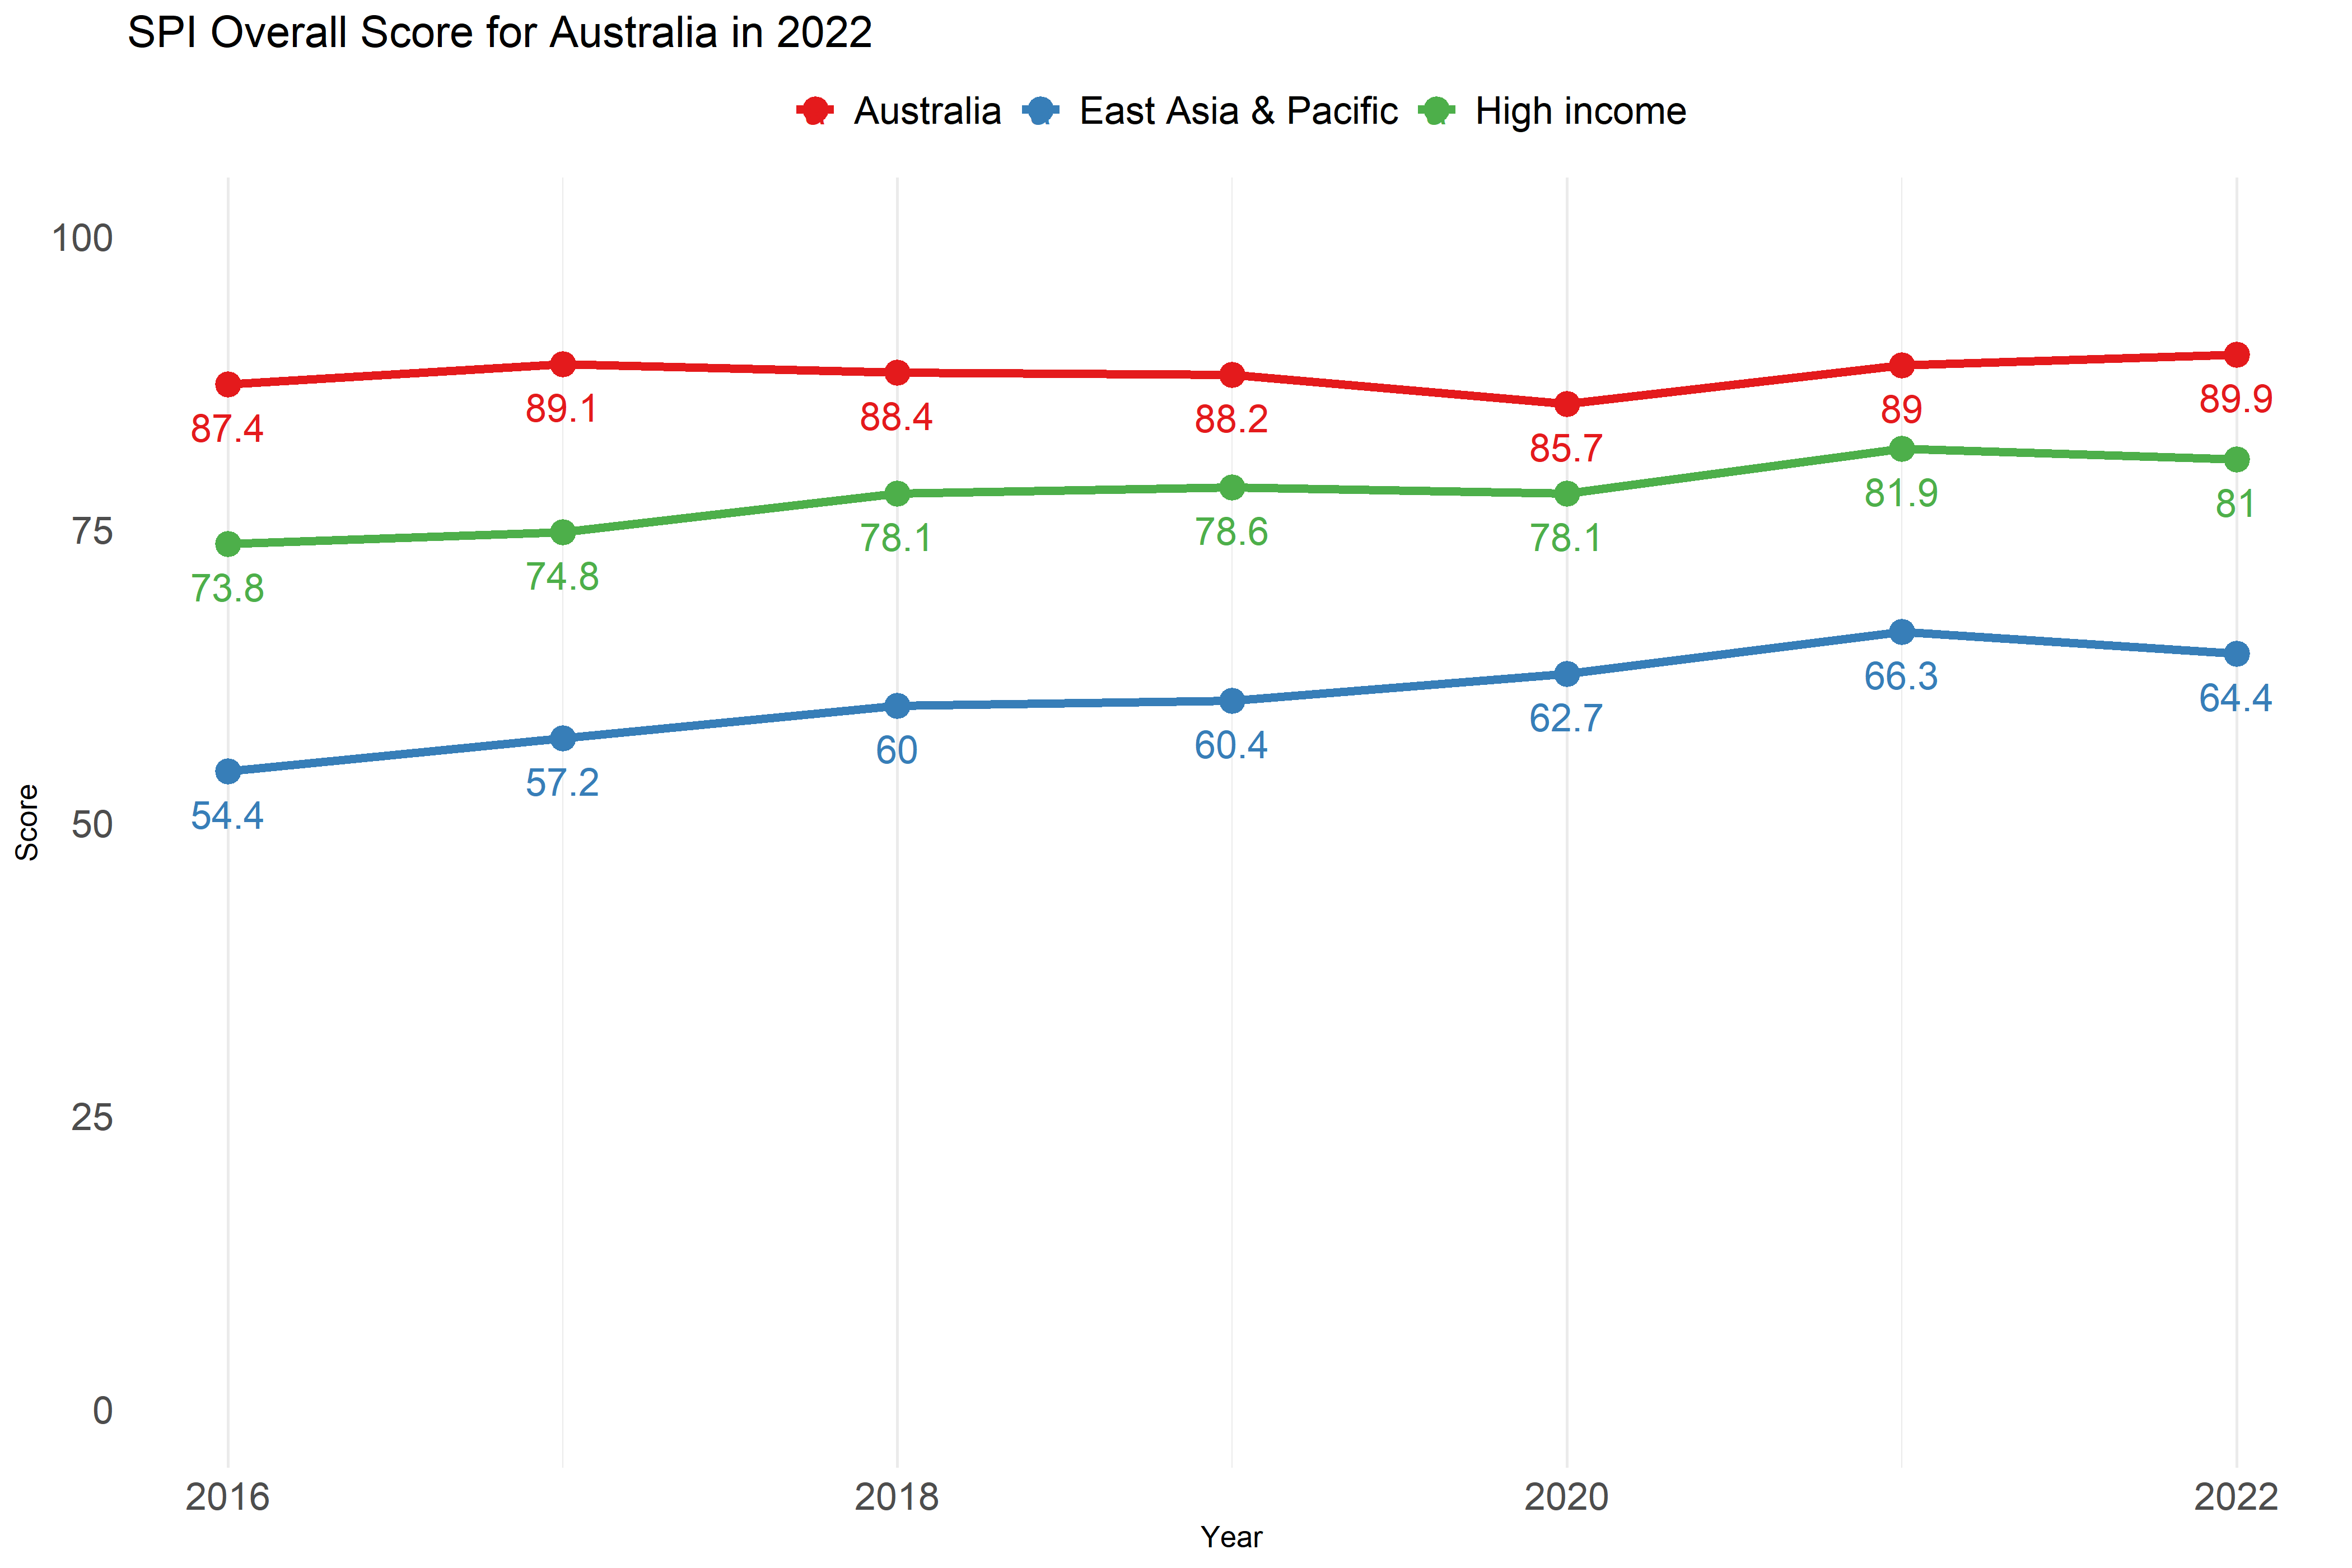 SPI Overall Score for Australia in 2022
Australia East Asia & Pacific High income
100
75
50
25
0
Score
87.4 89.1 88.4 88.2 85.7 89 89.9
73.8 74.8 78.1 78.6 78.1 81.9 81
54.4 57.2 60 60.4 62.7 66.3 64.4
2016 2018 2020 2022
Year